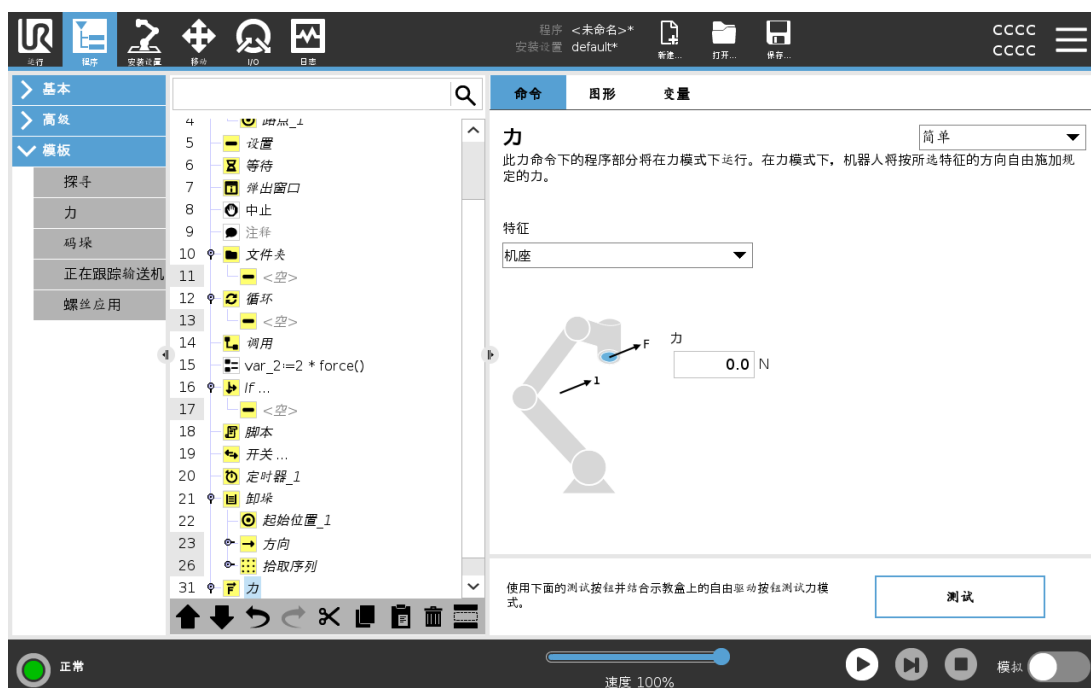 UR
运行
程序
安装设置
移动
I/O
日志
程序 <未命名>*
安装设置 default*
新建...
打开...
保存...
CCCC
CCCC
基本
高级
模板
探寻
力
码垛
正在跟踪输送机
螺丝应用
4 路点_1
5 设置
6 等待
7 弹出窗口
8 中止
9 注释
10 文件夹
11 <空>
12 循环
13 <空>
14 调用
15 var_2:=2 * force()
16 If ...
17 <空>
18 脚本
19 开关 ...
20 定时器_1
21 卸垛
22 起始位置_1
23 方向
26 拾取序列
31 力
命令 图形 变量
力
简单
此力命令下的程序部分将在力模式下运行。在力模式下，机器人将按所选特征的方向自由施加规
定的力。
特征
机座
F
1
力
0.0 N
使用下面的测试按钮并结合示教盒上的自由驱动按钮测试力模
式。
测试
正常
速度 100%
模拟